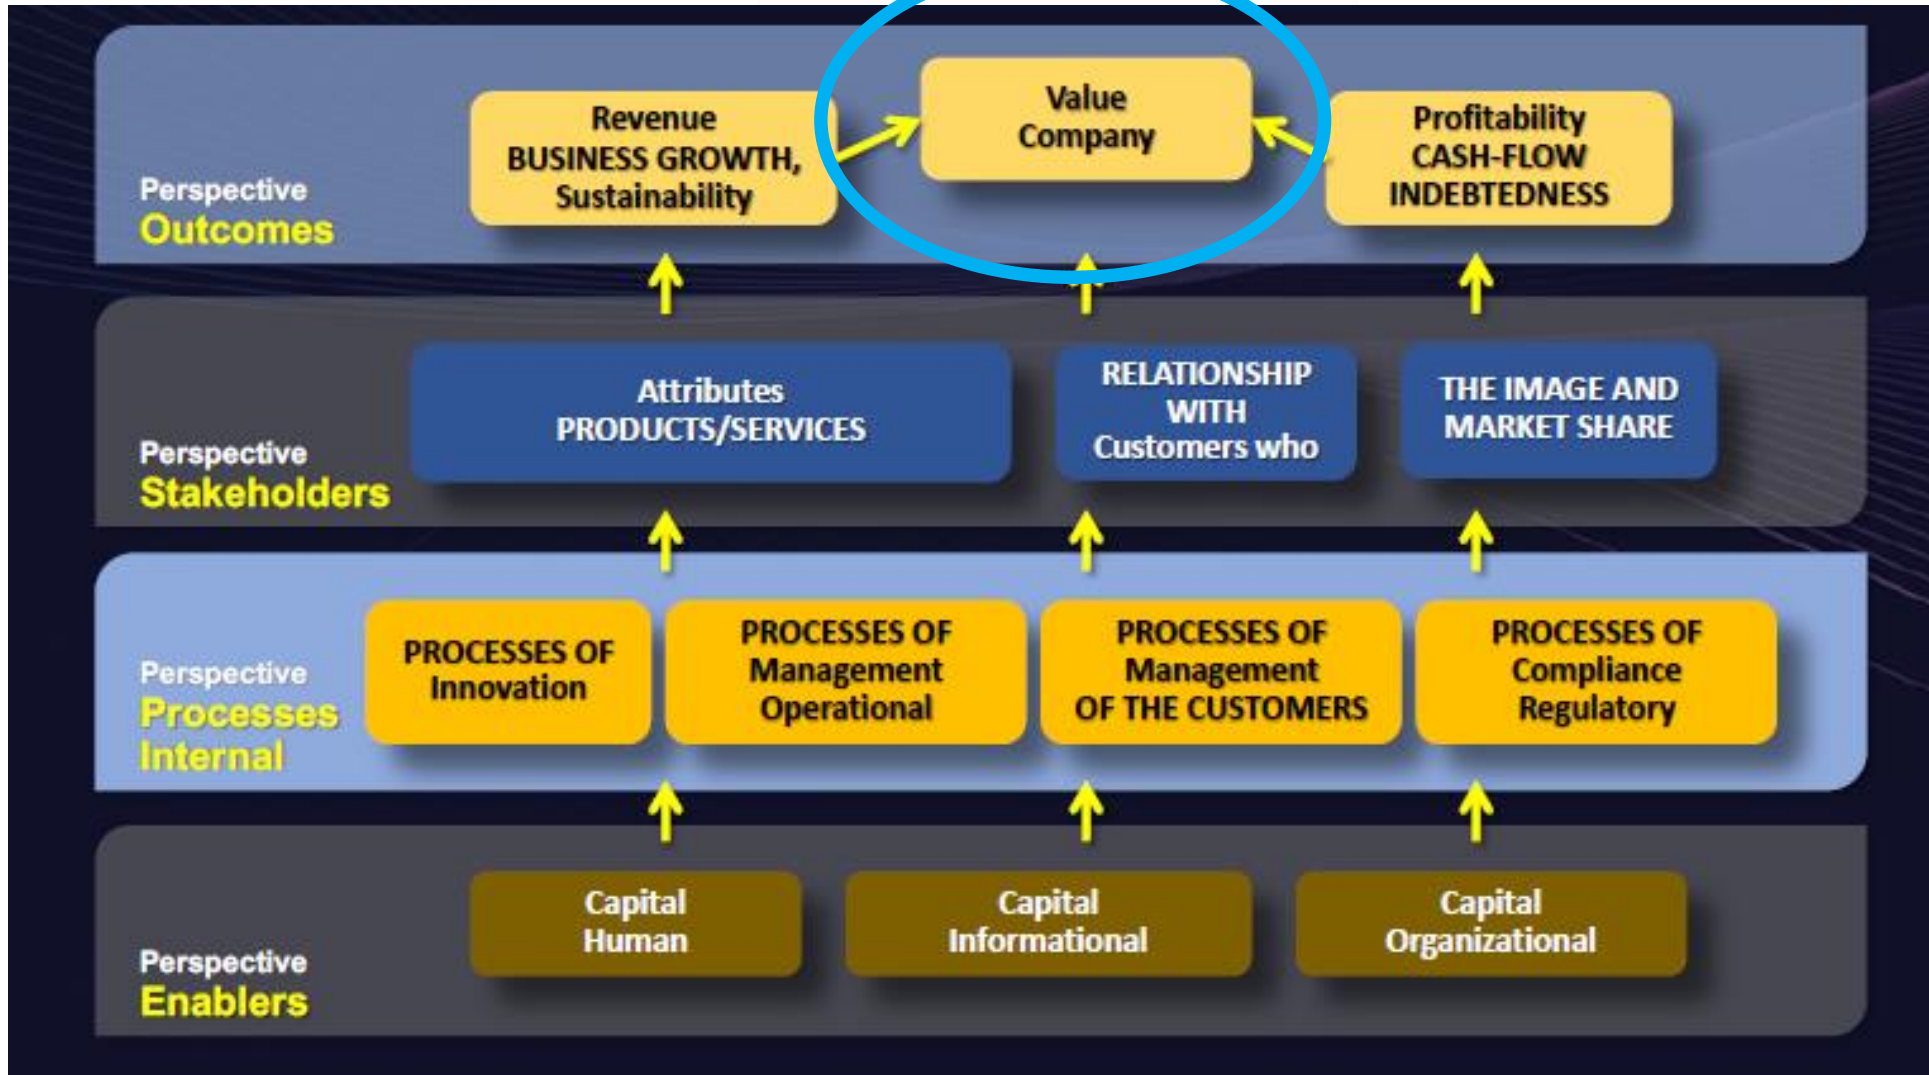 Perspective
Outcomes
Revenue
BUSINESS GROWTH,
Sustainability
Value
Company
Profitability
CASH-FLOW
INDEBTEDNESS
Perspective
Stakeholders
Attributes
PRODUCTS/SERVICES
RELATIONSHIP
WITH
Customers who
THE IMAGE AND
MARKET SHARE
Perspective
Processes
Internal
PROCESSES OF
Innovation
PROCESSES OF
Management
Operational
PROCESSES OF
Management
OF THE CUSTOMERS
PROCESSES OF
Compliance
Regulatory
Perspective
Enablers
Capital
Human
Capital
Informational
Capital
Organizational